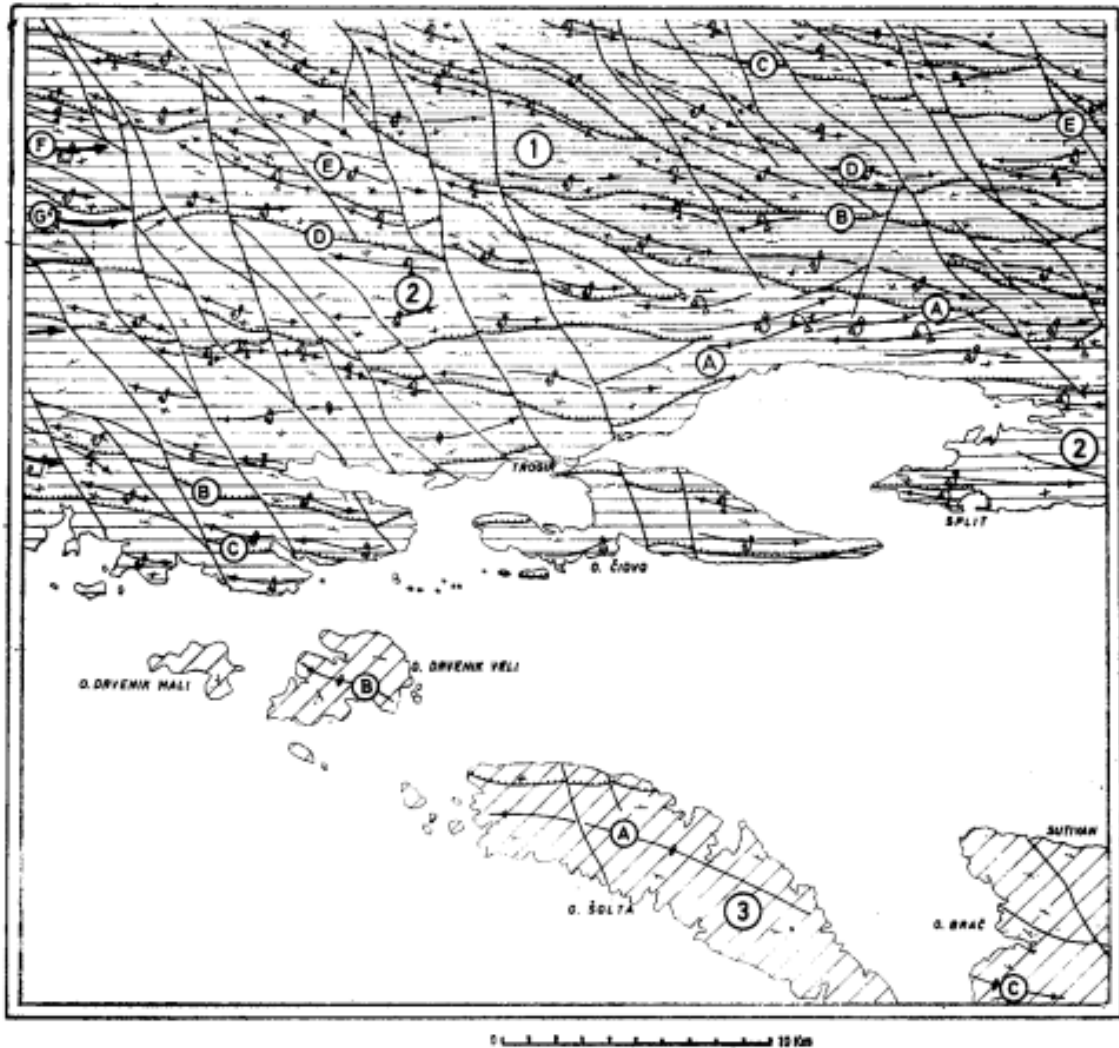 C
E
1
F
E
D
G
B
D
2
A
A
2
B
TROGIR
SPLIT
C
O. ČIOVO
O. DRVENIK MALI
B
O. DRVENIK VELI
A
SUTIVAN
3
O. ŠOLTA
O. BRAČ
C
0 10 Km